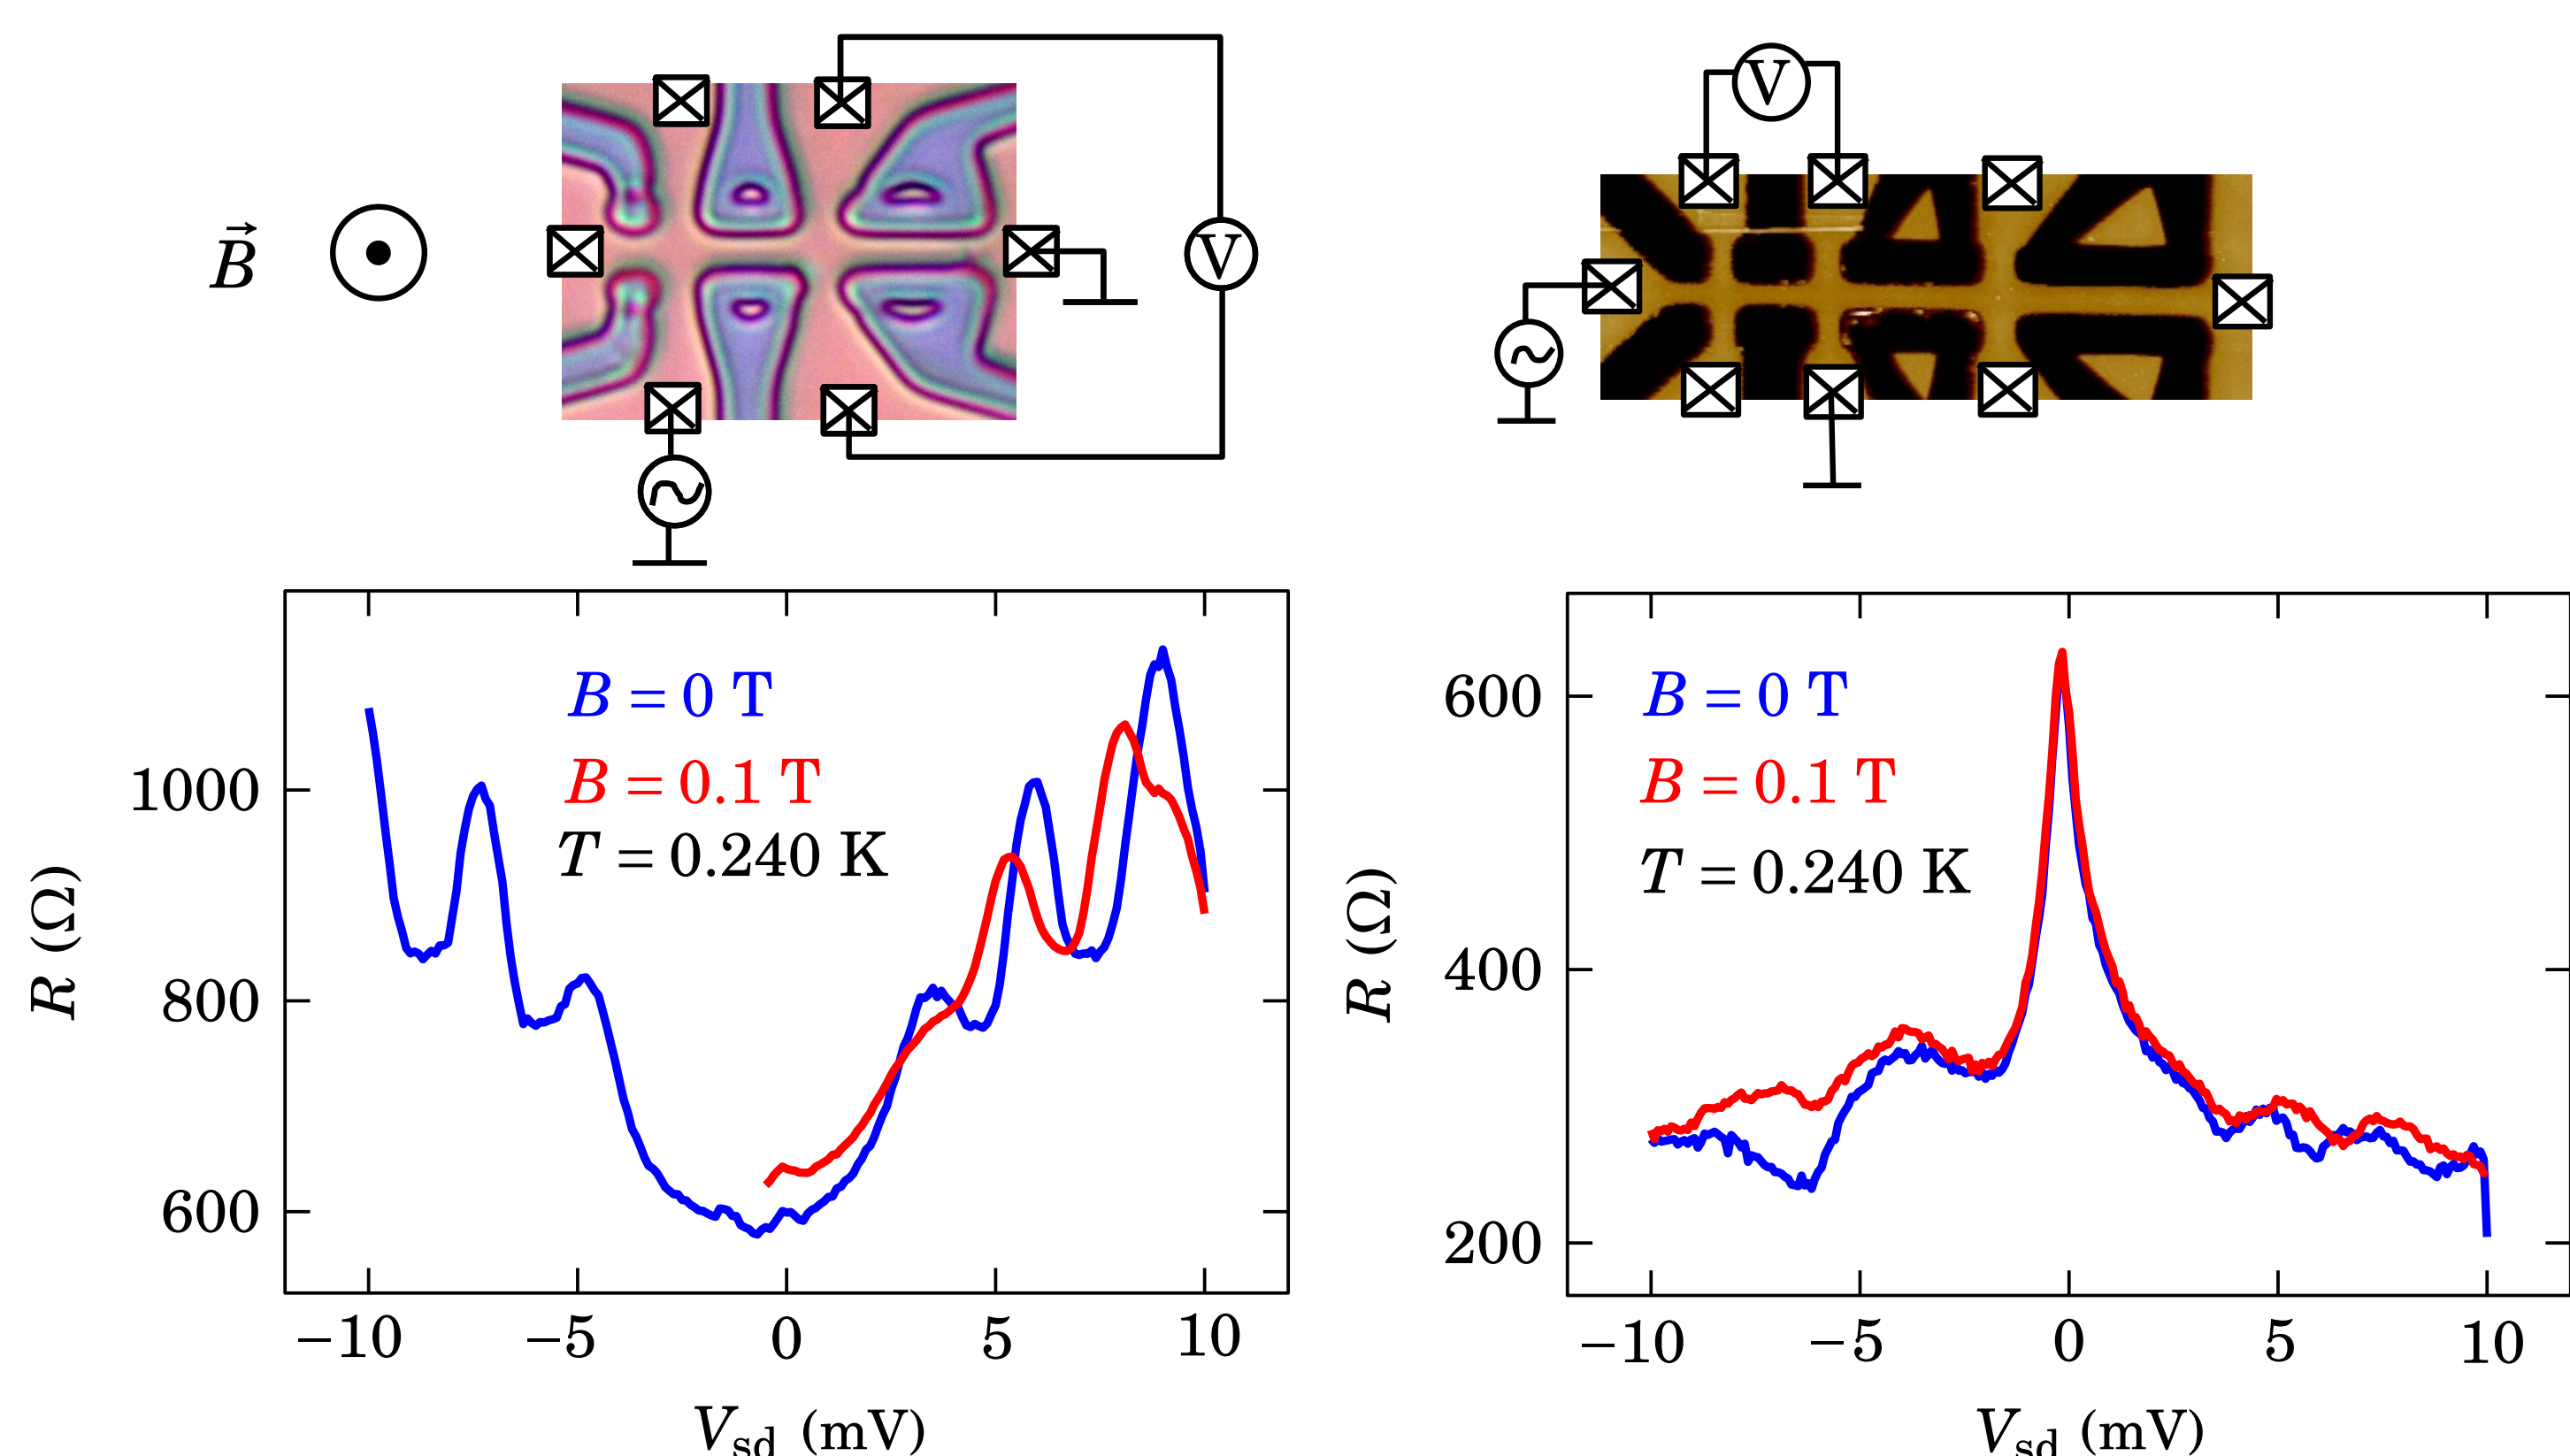 V
B⃗
V
B = 0 T
B = 0.1 T
T = 0.240 K
1000
800
600
R (Ω)
−10 −5 0 5 10
V_sd (mV)
B = 0 T
B = 0.1 T
T = 0.240 K
600
400
200
R (Ω)
−10 −5 0 5 10
V_sd (mV)